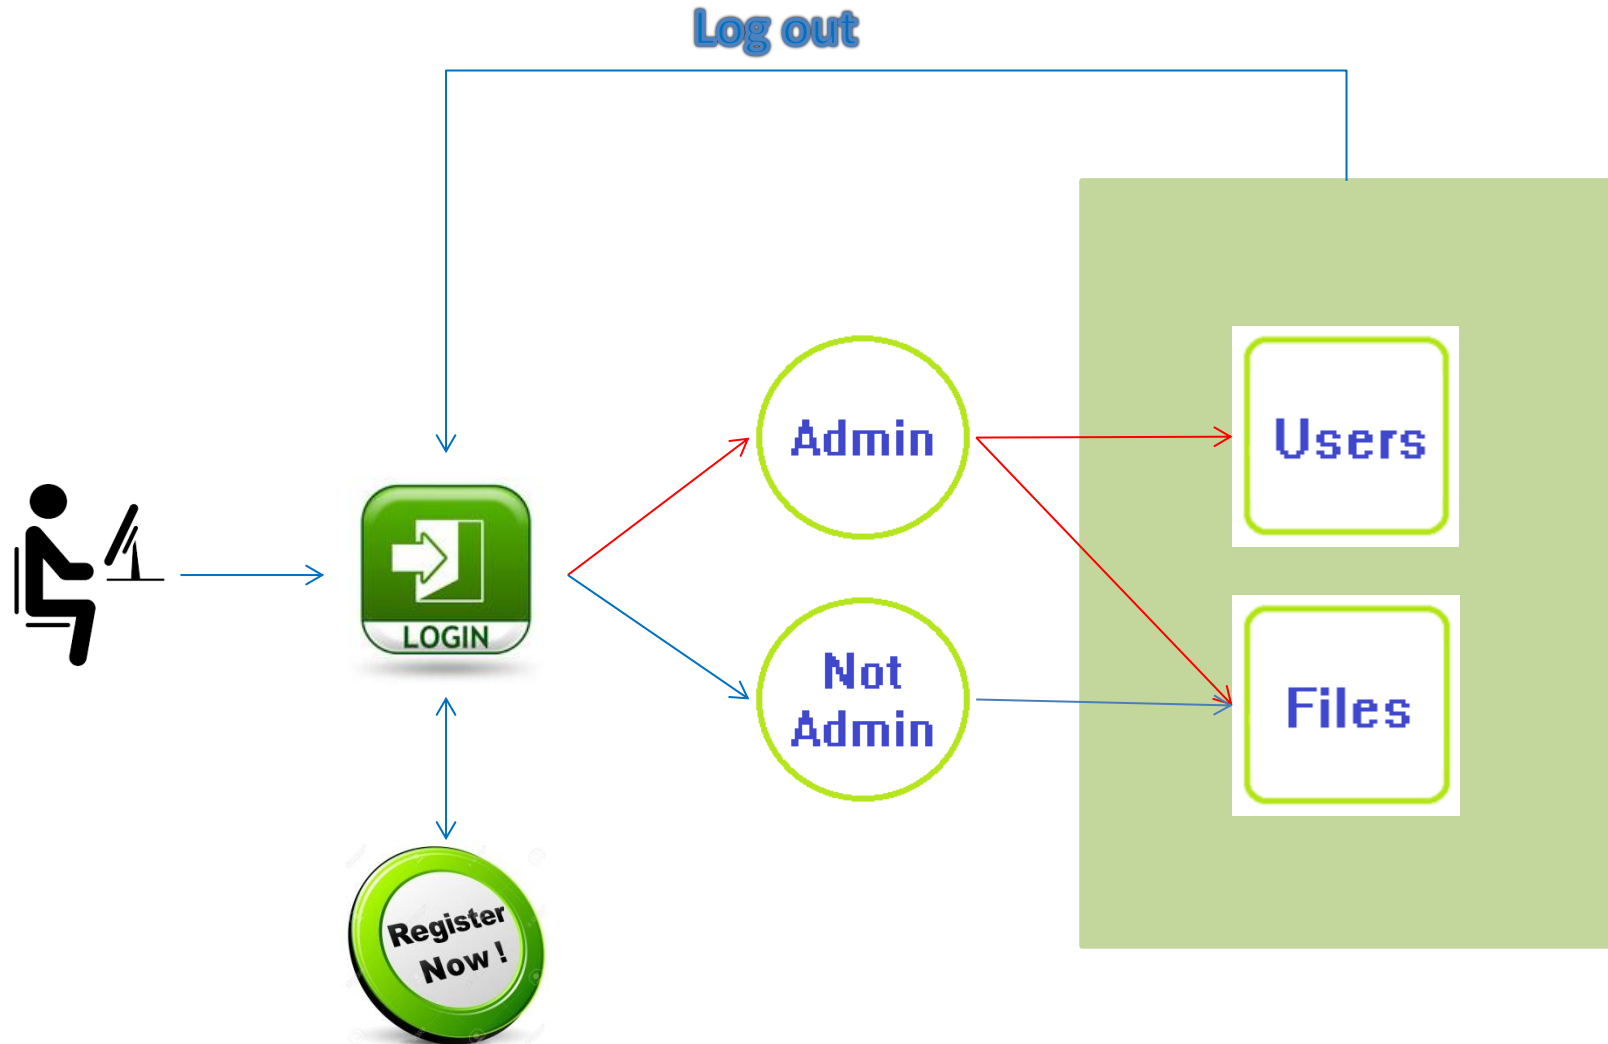 Log out
Admin
Users
LOGIN
Not
Admin
Files
Register
Now !